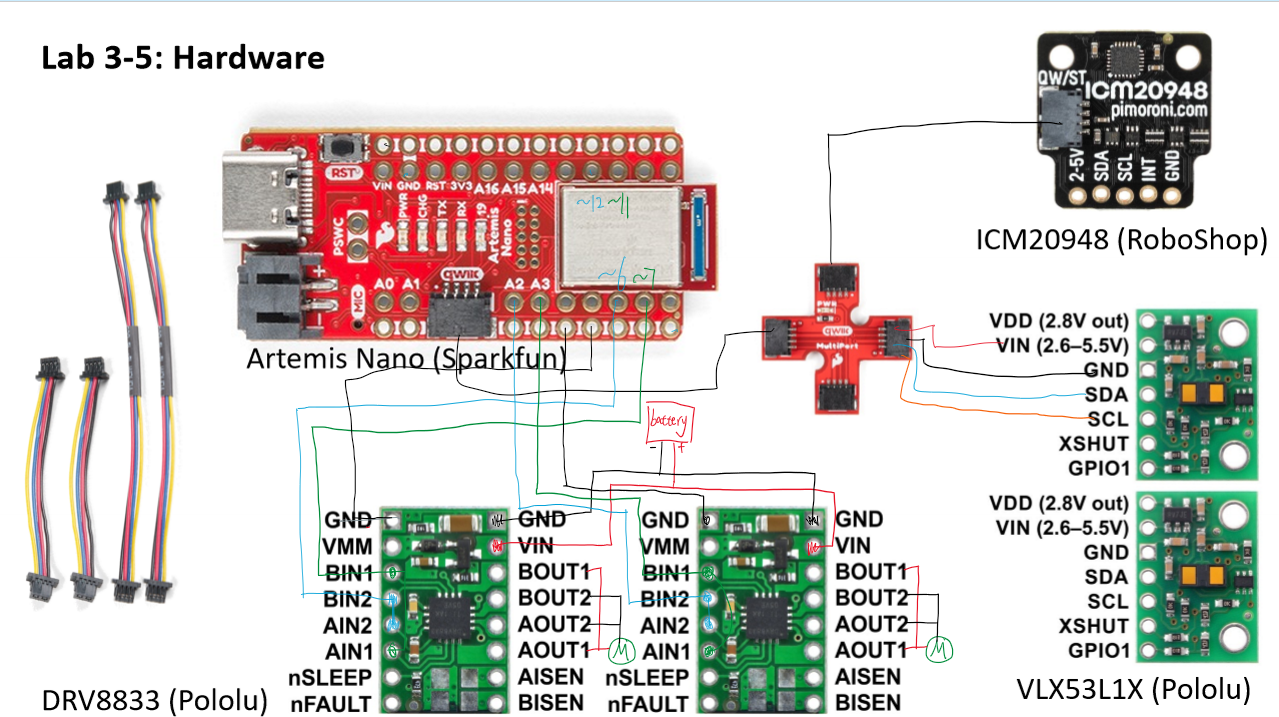 Lab 3-5: Hardware
RST
VIN GND RST 3V3 A16 A15 A14
PWR
CHG
TX
RX
19
Artemis
Nano
PSWC
MIC
qwiic
A0 A1
A2 A3
~12 ~11
~6 ~7
Artemis Nano (Sparkfun)
PWR
qwiic
MultiPort
QW/ST
ICM20948
pimoroni.com
2-5V
SDA
SCL
INT
GND
ICM20948 (RoboShop)
VDD (2.8V out)
VIN (2.6–5.5V)
GND
SDA
SCL
XSHUT
GPIO1
VDD (2.8V out)
VIN (2.6–5.5V)
GND
SDA
SCL
XSHUT
GPIO1
VLX53L1X (Pololu)
battery
- +
GND
VMM
BIN1
BIN2
AIN2
AIN1
nSLEEP
nFAULT
GND
VIN
BOUT1
BOUT2
AOUT2
AOUT1
AISEN
BISEN
M
GND
VMM
BIN1
BIN2
AIN2
AIN1
nSLEEP
nFAULT
GND
VIN
BOUT1
BOUT2
AOUT2
AOUT1
AISEN
BISEN
M
DRV8833 (Pololu)